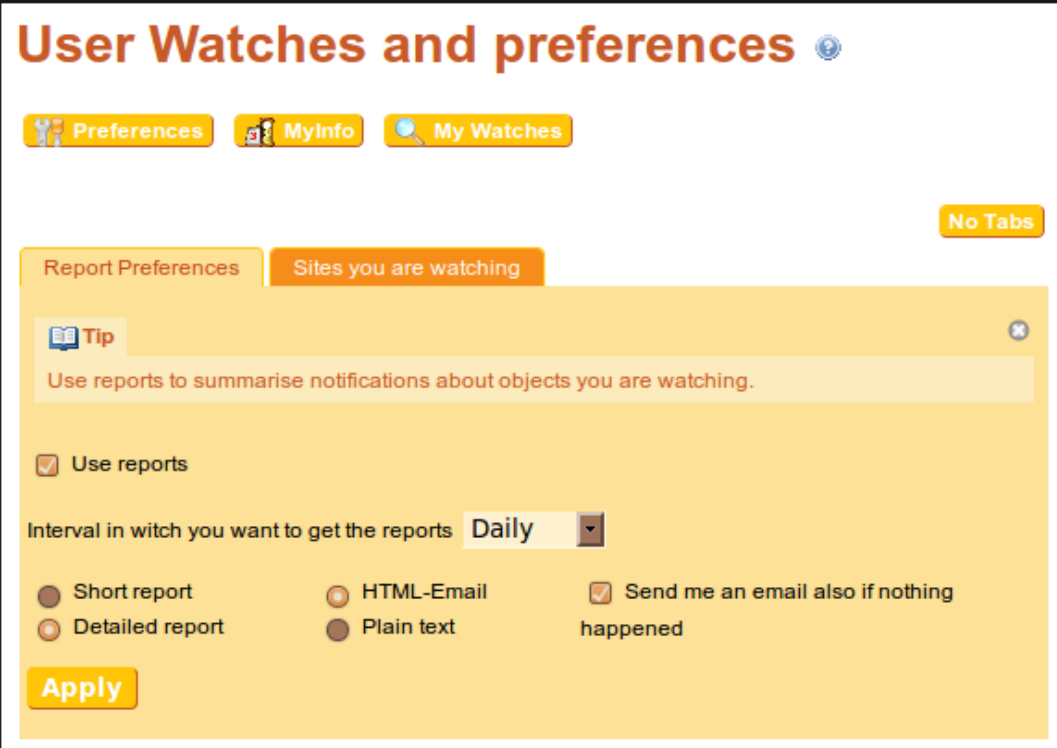 User Watches and preferences
Preferences MyInfo My Watches
No Tabs
Report Preferences Sites you are watching
Tip
Use reports to summarise notifications about objects you are watching.
Use reports
Interval in witch you want to get the reports Daily
Short report HTML-Email Send me an email also if nothing
Detailed report Plain text happened
Apply